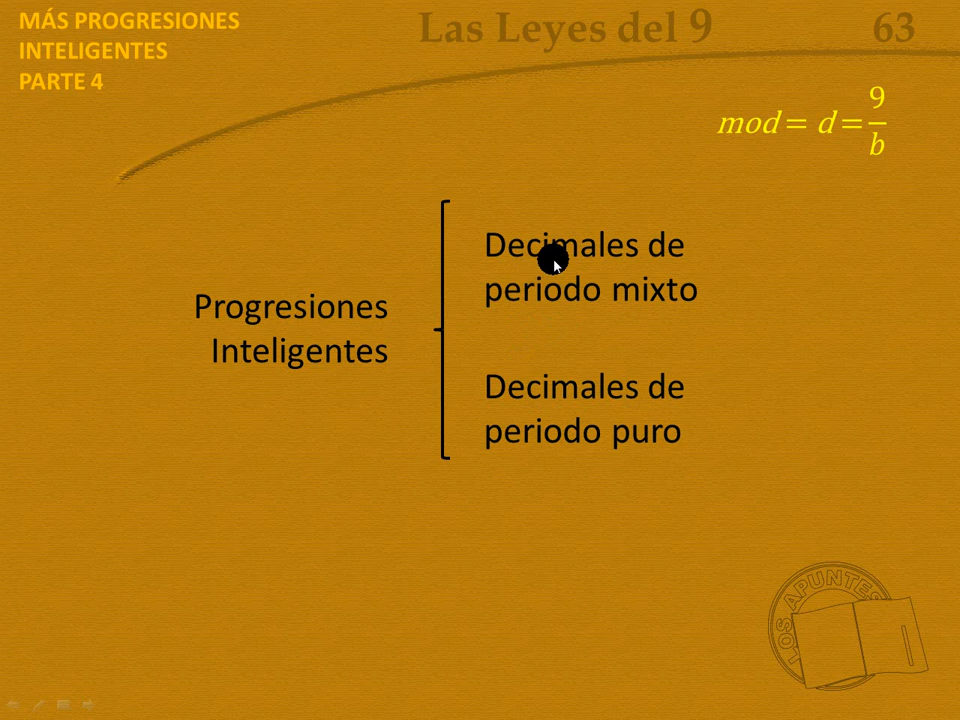 MÁS PROGRESIONES
INTELIGENTES
PARTE 4
Las Leyes del 9
63
mod = d = 9/b
Decimales de
periodo mixto
Progresiones
Inteligentes
Decimales de
periodo puro
LOS APUNTES